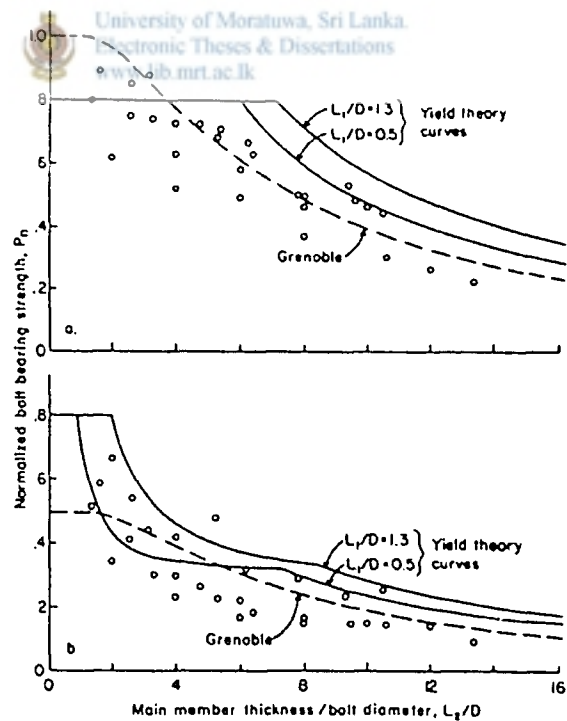 University of Moratuwa, Sri Lanka.
Electronic Theses & Dissertations
www.lib.mrt.ac.lk
Normalized bolt bearing strength, Pn
1.0
.8
.6
.4
.2
0
L1/D=1.3
L1/D=0.5
Yield theory
curves
Grenoble
a.
.8
.6
.4
.2
0
L1/D=1.3
L1/D=0.5
Yield theory
curves
Grenoble
b
0 4 8 12 16
Main member thickness / bolt diameter, L2/D